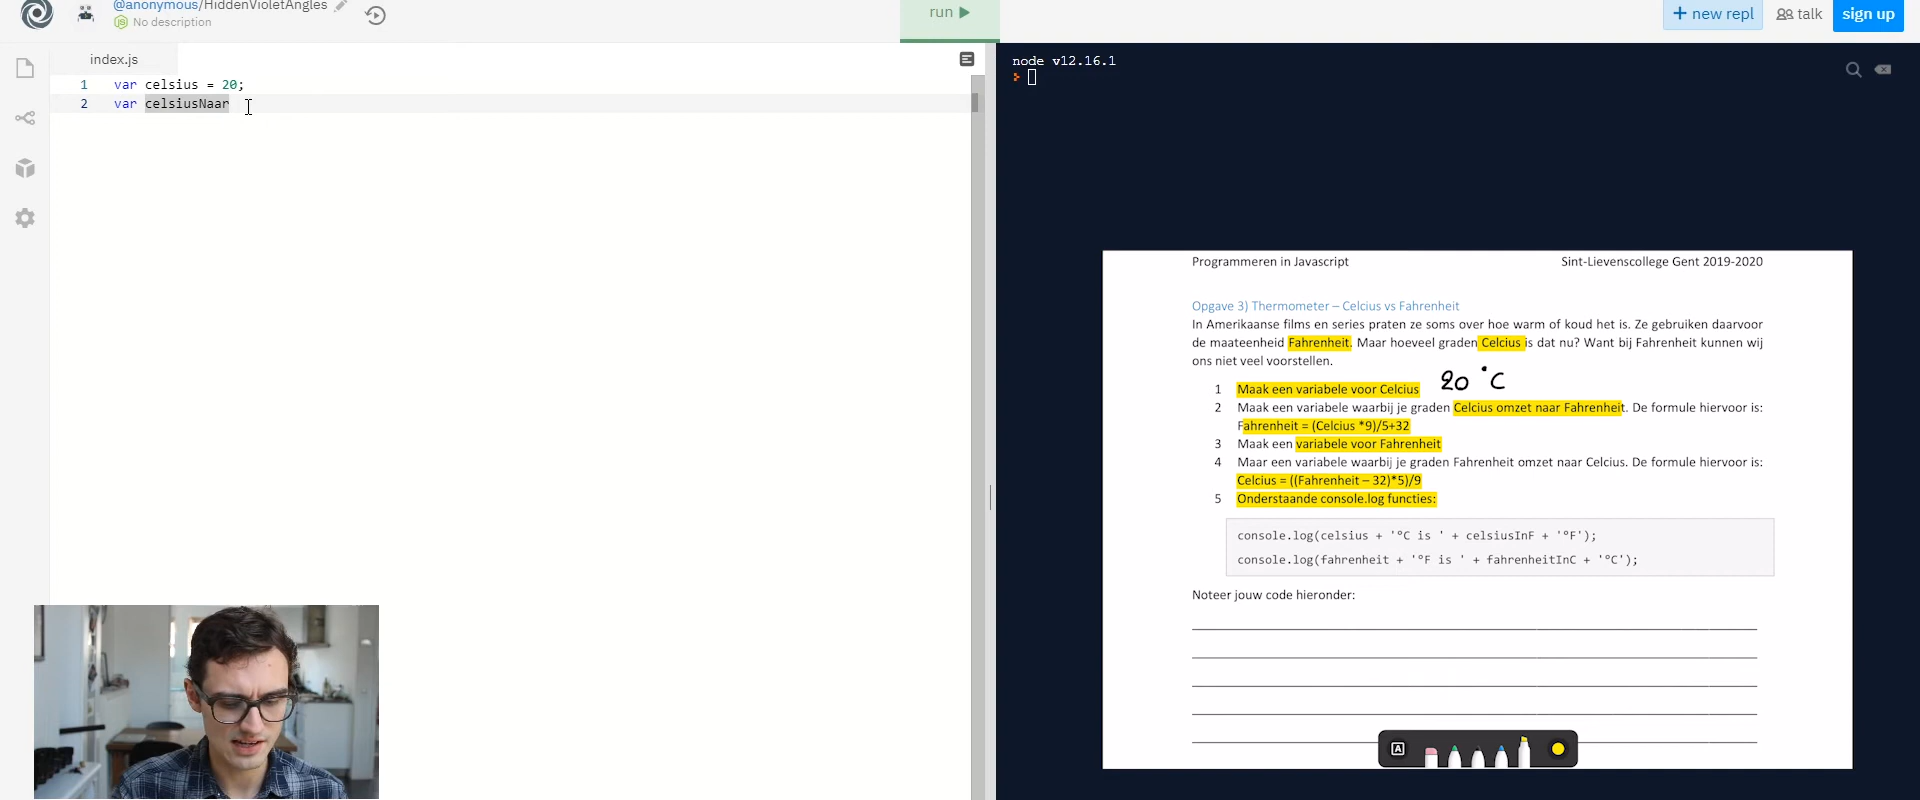 @anonymous/HiddenVioletAngles
No description
run
+ new repl
talk
sign up
index.js
1 var celsius = 20;
2 var celsiusNaar
node v12.16.1
Programmeren in Javascript Sint-Lievenscollege Gent 2019-2020
Opgave 3) Thermometer – Celcius vs Fahrenheit
In Amerikaanse films en series praten ze soms over hoe warm of koud het is. Ze gebruiken daarvoor
de maateenheid Fahrenheit. Maar hoeveel graden Celcius is dat nu? Want bij Fahrenheit kunnen wij
ons niet veel voorstellen.
1 Maak een variabele voor Celcius 20 °C
2 Maak een variabele waarbij je graden Celcius omzet naar Fahrenheit. De formule hiervoor is:
Fahrenheit = (Celcius *9)/5+32
3 Maak een variabele voor Fahrenheit
4 Maar een variabele waarbij je graden Fahrenheit omzet naar Celcius. De formule hiervoor is:
Celcius = ((Fahrenheit – 32)*5)/9
5 Onderstaande console.log functies:
console.log(celsius + '°C is ' + celsiusInF + '°F');
console.log(fahrenheit + '°F is ' + fahrenheitInC + '°C');
Noteer jouw code hieronder:
A